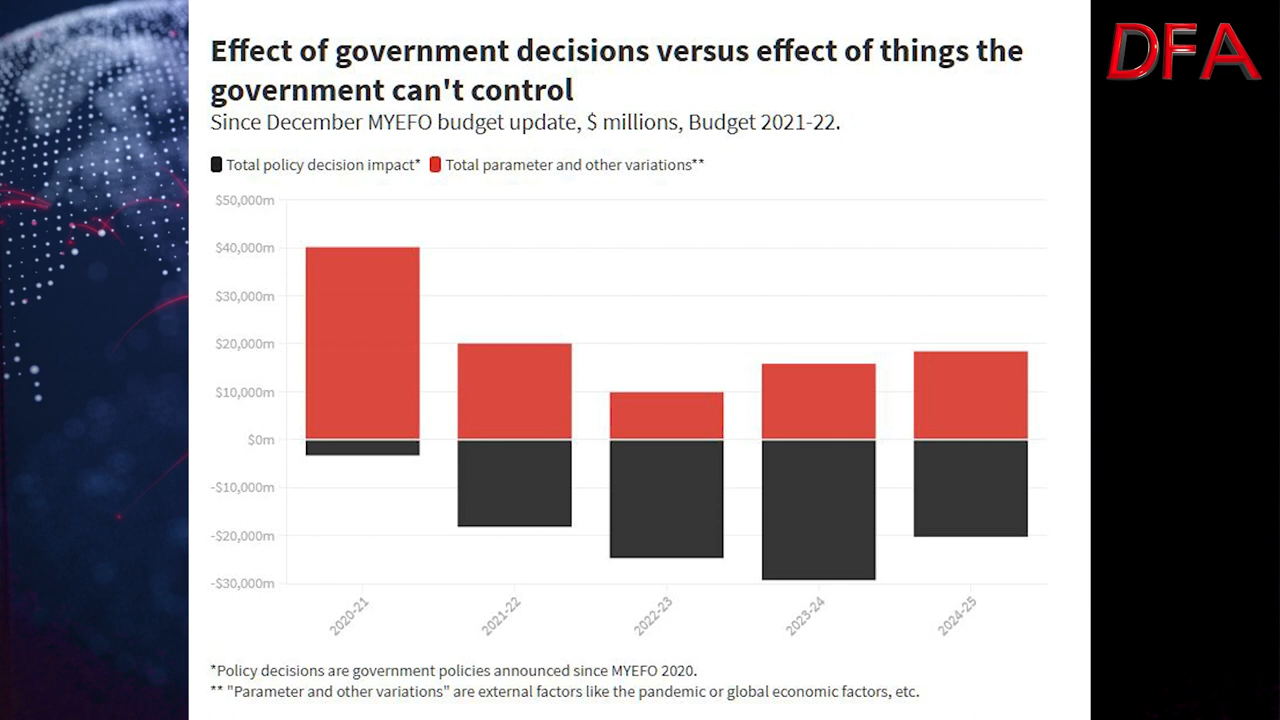 DFA
Effect of government decisions versus effect of things the
government can't control
Since December MYEFO budget update, $ millions, Budget 2021-22.
Total policy decision impact* Total parameter and other variations**
$50,000m
$40,000m
$30,000m
$20,000m
$10,000m
$0m
-$10,000m
-$20,000m
-$30,000m
2020-21 2021-22 2022-23 2023-24 2024-25
*Policy decisions are government policies announced since MYEFO 2020.
** "Parameter and other variations" are external factors like the pandemic or global economic factors, etc.